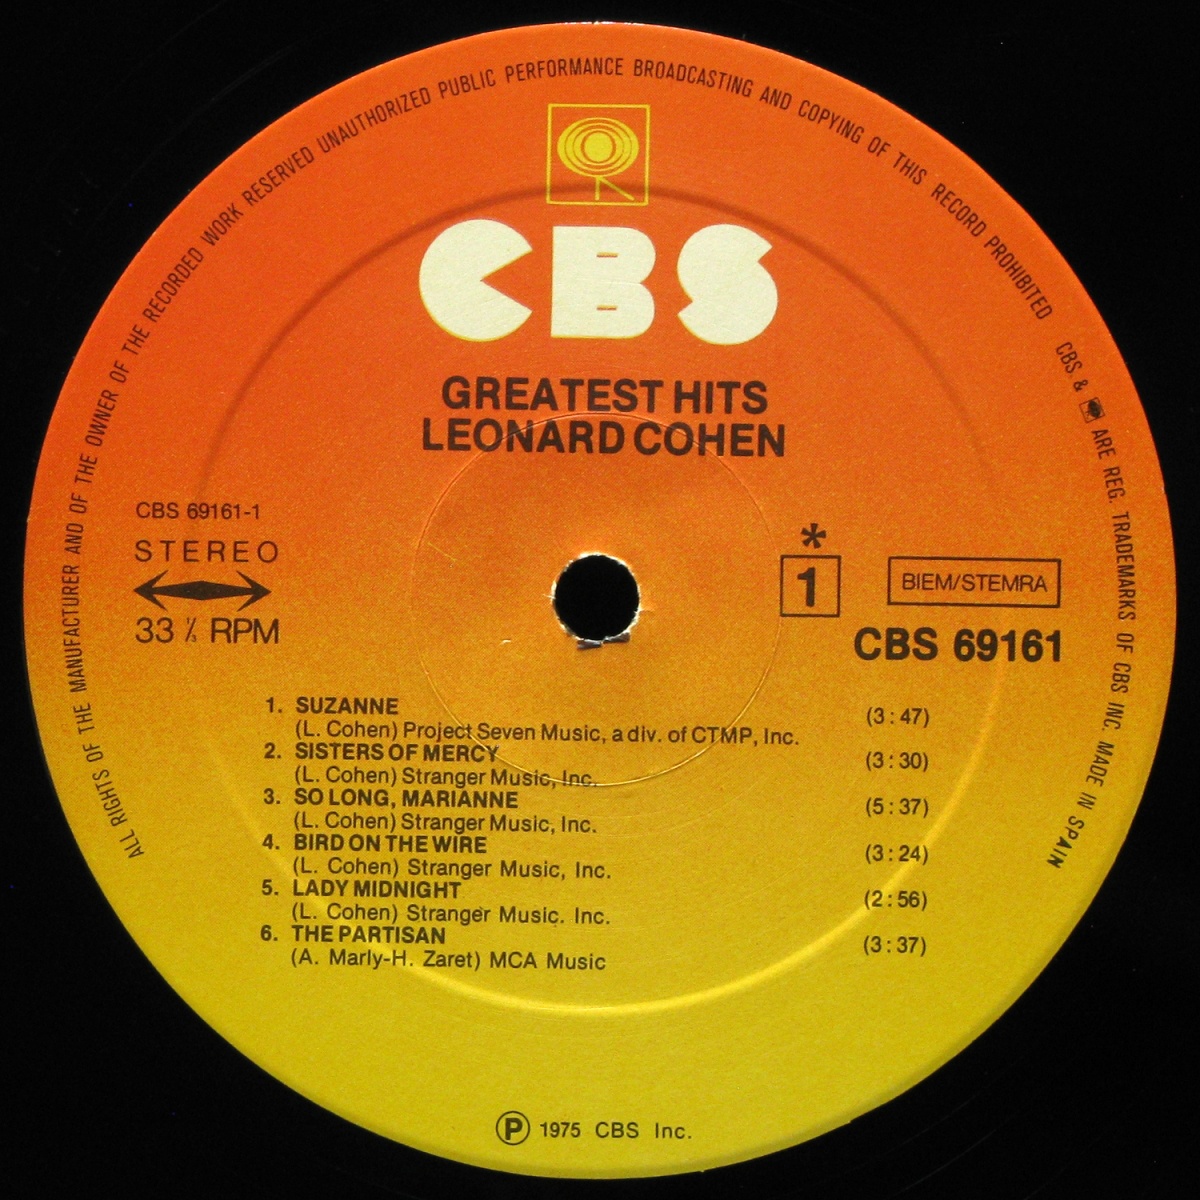 ALL RIGHTS OF THE MANUFACTURER AND OF THE OWNER OF THE RECORDED WORK RESERVED UNAUTHORIZED PUBLIC PERFORMANCE BROADCASTING AND COPYING OF THIS RECORD PROHIBITED CBS & ARE REG. TRADEMARKS OF CBS INC. MADE IN SPAIN
CBS
GREATEST HITS
LEONARD COHEN
CBS 69161-1
STEREO
33 ⅓ RPM
*
1
BIEM/STEMRA
CBS 69161
1. SUZANNE (3:47)
(L. Cohen) Project Seven Music, a div. of CTMP, Inc.
2. SISTERS OF MERCY (3:30)
(L. Cohen) Stranger Music, Inc.
3. SO LONG, MARIANNE (5:37)
(L. Cohen) Stranger Music, Inc.
4. BIRD ON THE WIRE (3:24)
(L. Cohen) Stranger Music, Inc.
5. LADY MIDNIGHT (2:56)
(L. Cohen) Stranger Music. Inc.
6. THE PARTISAN (3:37)
(A. Marly-H. Zaret) MCA Music
Ⓟ 1975 CBS Inc.